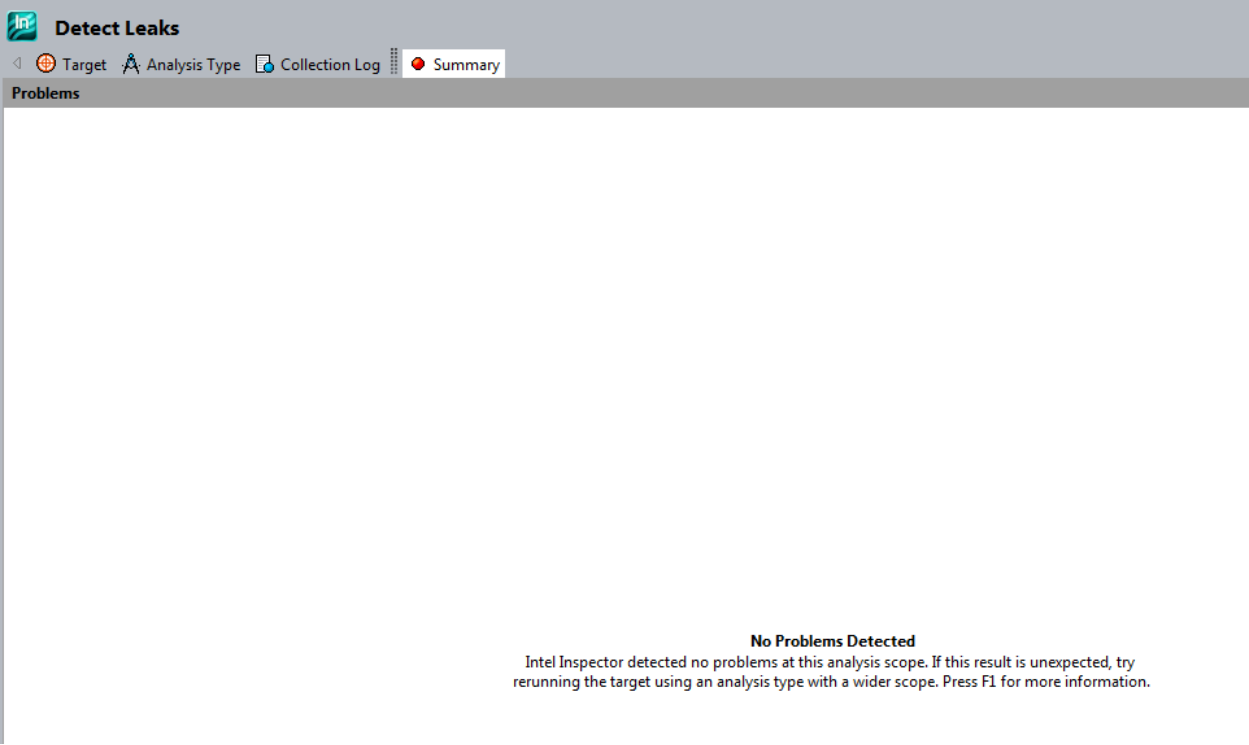 In
Detect Leaks
Target Analysis Type Collection Log Summary
Problems
No Problems Detected
Intel Inspector detected no problems at this analysis scope. If this result is unexpected, try
rerunning the target using an analysis type with a wider scope. Press F1 for more information.